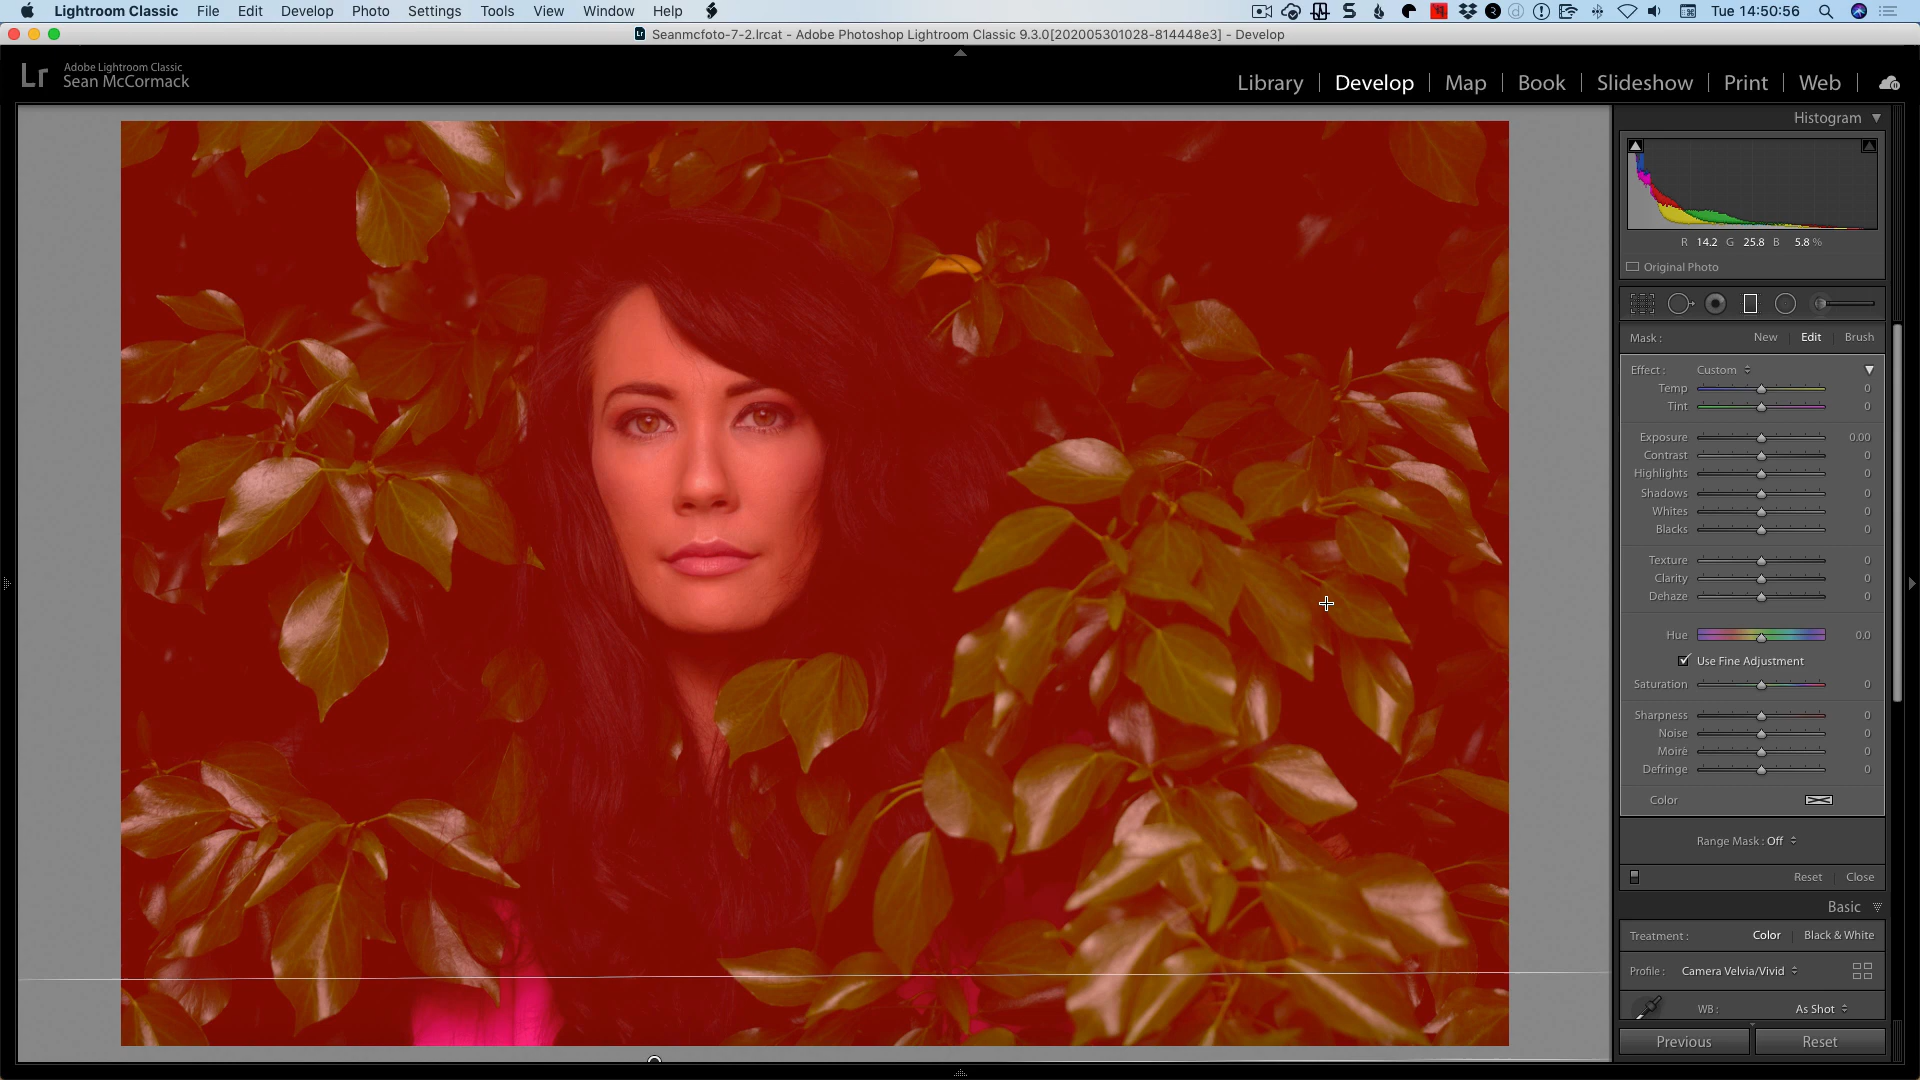 Lightroom Classic File Edit Develop Photo Settings Tools View Window Help Tue 14:50:56
Seanmcfoto-7-2.lrcat - Adobe Photoshop Lightroom Classic 9.3.0[202005301028-814448e3] - Develop
Lr Adobe Lightroom Classic
Sean McCormack
Library | Develop | Map | Book | Slideshow | Print | Web
Histogram
R 14.2 G 25.8 B 5.8 %
Original Photo
Mask : New Edit Brush
Effect : Custom
Temp 0
Tint 0
Exposure 0.00
Contrast 0
Highlights 0
Shadows 0
Whites 0
Blacks 0
Texture 0
Clarity 0
Dehaze 0
Hue 0.0
Use Fine Adjustment
Saturation 0
Sharpness 0
Noise 0
Moiré 0
Defringe 0
Color
Range Mask : Off
Reset Close
Basic
Treatment : Color Black & White
Profile : Camera Velvia/Vivid
WB : As Shot
Previous Reset